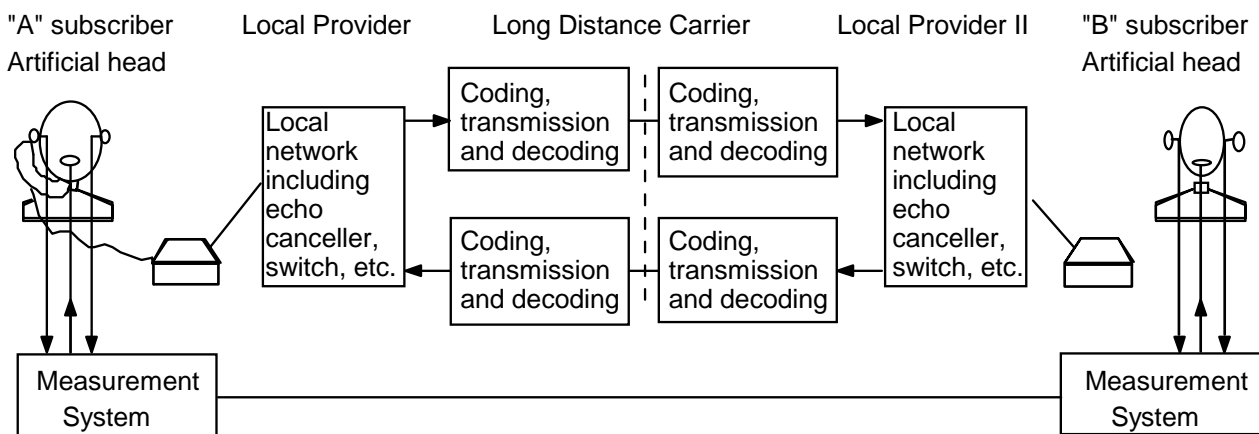 "A" subscriber
Artificial head
Local Provider
Long Distance Carrier
Local Provider II
"B" subscriber
Artificial head
Local
network
including
echo
canceller,
switch, etc.
Coding,
transmission
and decoding
Coding,
transmission
and decoding
Coding,
transmission
and decoding
Coding,
transmission
and decoding
Local
network
including
echo
canceller,
switch, etc.
Measurement
System
Measurement
System